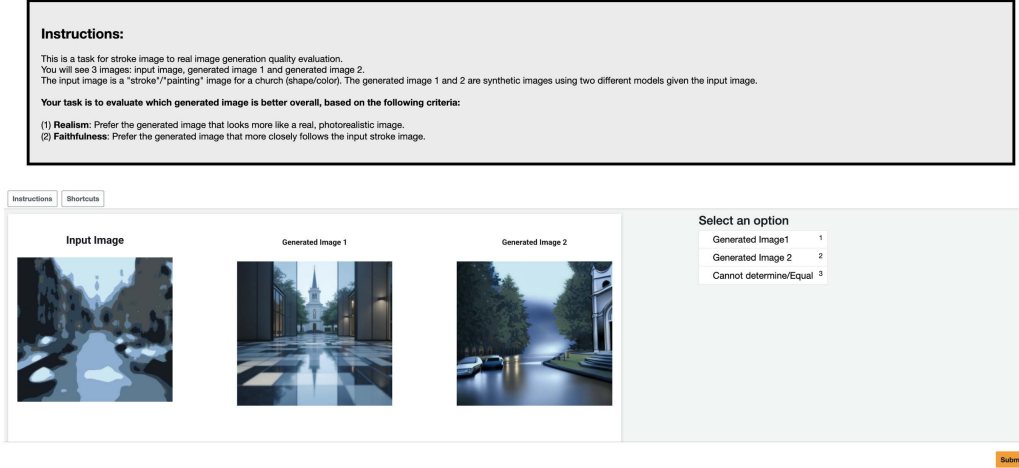 Instructions:
This is a task for stroke image to real image generation quality evaluation.
You will see 3 images: input image, generated image 1 and generated image 2.
The input image is a "stroke"/"painting" image for a church (shape/color). The generated image 1 and 2 are synthetic images using two different models given the input image.
Your task is to evaluate which generated image is better overall, based on the following criteria:
(1) Realism: Prefer the generated image that looks more like a real, photorealistic image.
(2) Faithfulness: Prefer the generated image that more closely follows the input stroke image.
Instructions Shortcuts
Select an option
Input Image Generated Image 1 Generated Image 2
Generated Image1 1
Generated Image 2 2
Cannot determine/Equal 3
Subm